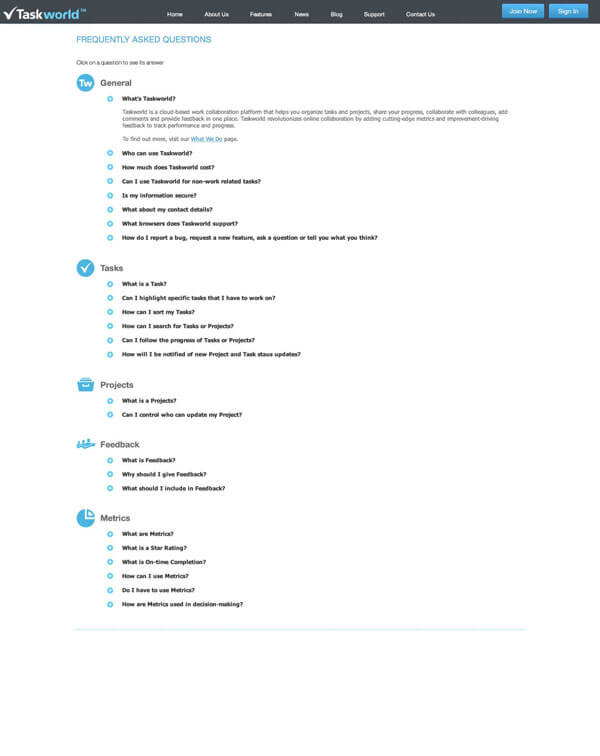 Taskworld™
Home About Us Features News Blog Support Contact Us Join Now Sign In
FREQUENTLY ASKED QUESTIONS
Click on a question to see its answer
Tw General
What's Taskworld?
Taskworld is a cloud-based work collaboration platform that helps you organize tasks and projects, share your progress, collaborate with colleagues, add
comments and provide feedback in one place. Taskworld revolutionizes online collaboration by adding cutting-edge metrics and improvement-driven
feedback to track performance and progress.
To find out more, visit our What We Do page.
Who can use Taskworld?
How much does Taskworld cost?
Can I use Taskworld for non-work related tasks?
Is my information secure?
What about my contact details?
What browsers does Taskworld support?
How do I report a bug, request a new feature, ask a question or tell you what you think?
Tasks
What is a Task?
Can I highlight specific tasks that I have to work on?
How can I sort my Tasks?
How can I search for Tasks or Projects?
Can I follow the progress of Tasks or Projects?
How will I be notified of new Project and Task staus updates?
Projects
What is a Projects?
Can I control who can update my Project?
Feedback
What is Feedback?
Why should I give Feedback?
What should I include in Feedback?
Metrics
What are Metrics?
What is a Star Rating?
What is On-time Completion?
How can I use Metrics?
Do I have to use Metrics?
How are Metrics used in decision-making?